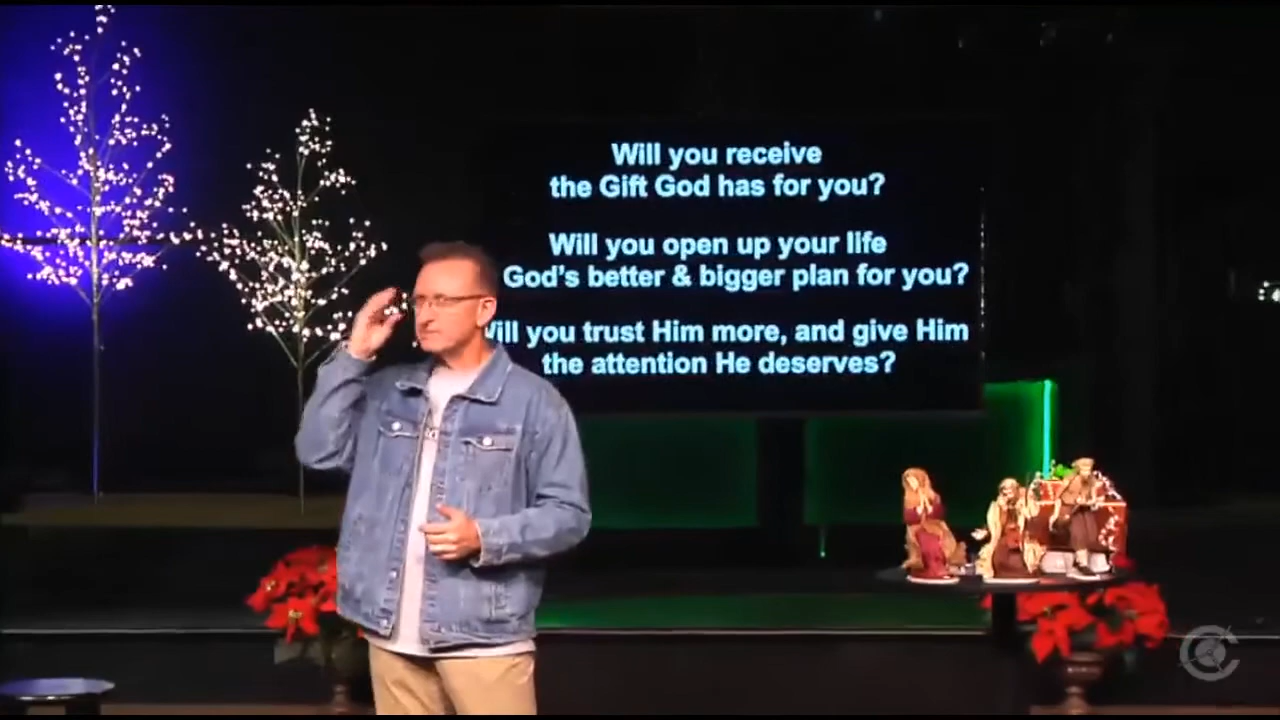 Will you receive
the Gift God has for you?
Will you open up your life
God's better & bigger plan for you?
you trust Him more, and give Him
the attention He deserves?